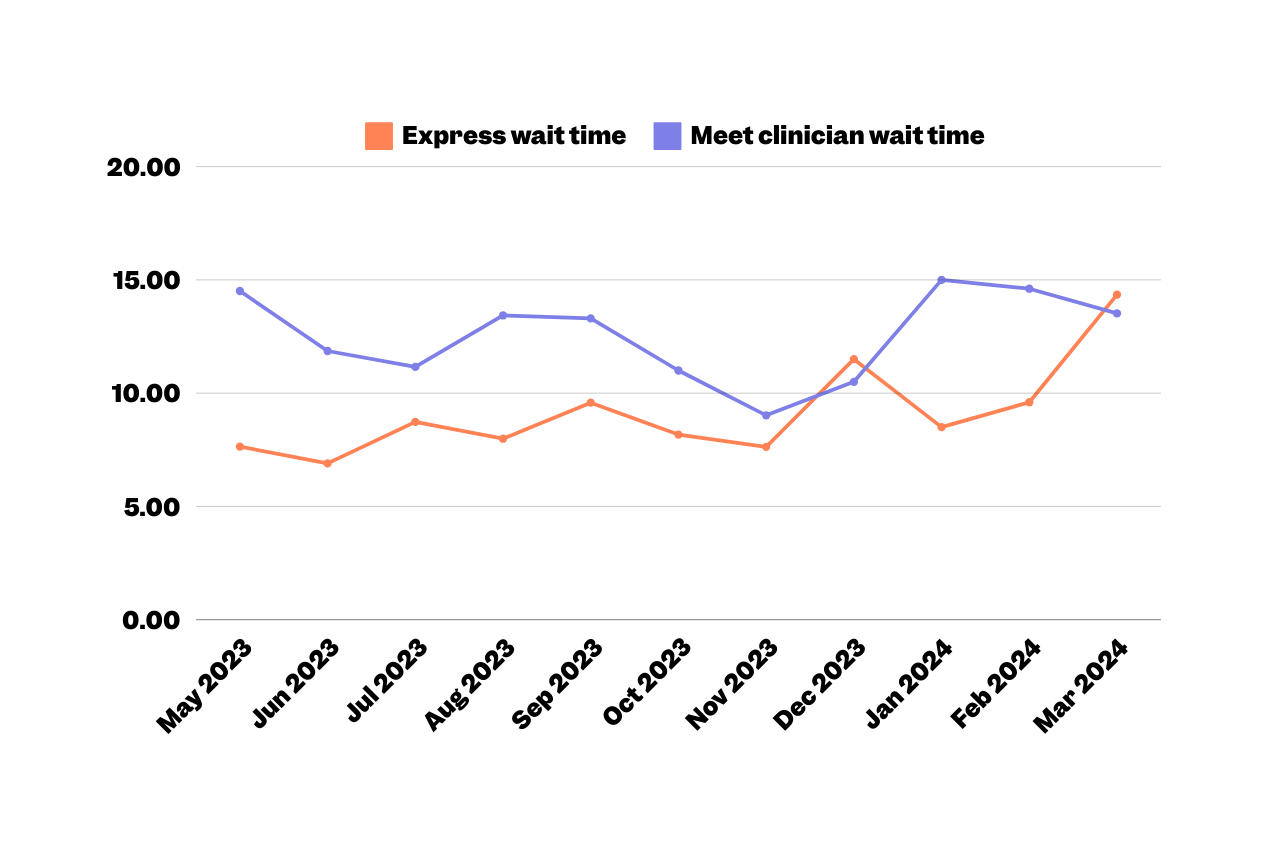 Express wait time Meet clinician wait time
20.00
15.00
10.00
5.00
0.00
May 2023
Jun 2023
Jul 2023
Aug 2023
Sep 2023
Oct 2023
Nov 2023
Dec 2023
Jan 2024
Feb 2024
Mar 2024